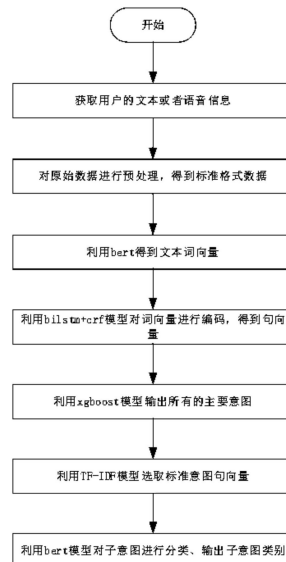 开始
获取用户的文本或者语音信息
对原始数据进行预处理，得到标准格式数据
利用bert得到文本词向量
利用bilstm+crf模型对词向量进行编码，得到句向
量
利用xgboost模型输出所有的主要意图
利用TF-IDF模型选取标准意图句向量
利用bert模型对子意图进行分类、输出子意图类别